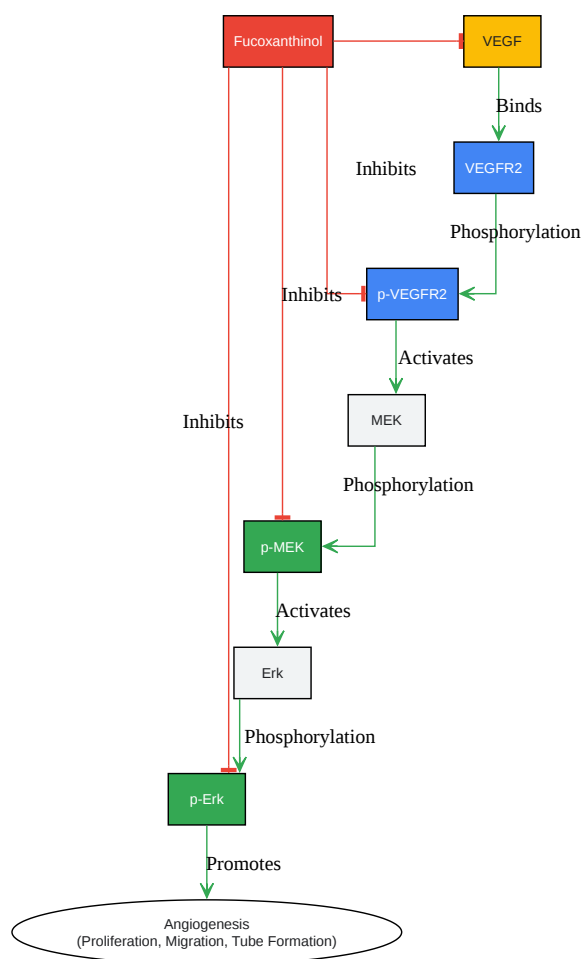 Fucoxanthinol
VEGF
Binds
Inhibits
VEGFR2
Phosphorylation
Inhibits
p-VEGFR2
Activates
MEK
Inhibits
Phosphorylation
p-MEK
Activates
Erk
Phosphorylation
p-Erk
Promotes
Angiogenesis
(Proliferation, Migration, Tube Formation)